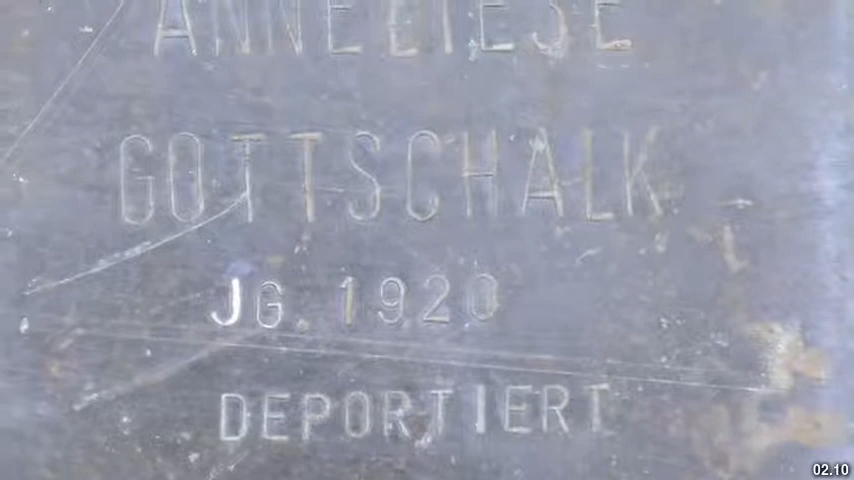 ANNELIESE
GOTTSCHALK
JG. 1920
DEPORTIERT
02.10